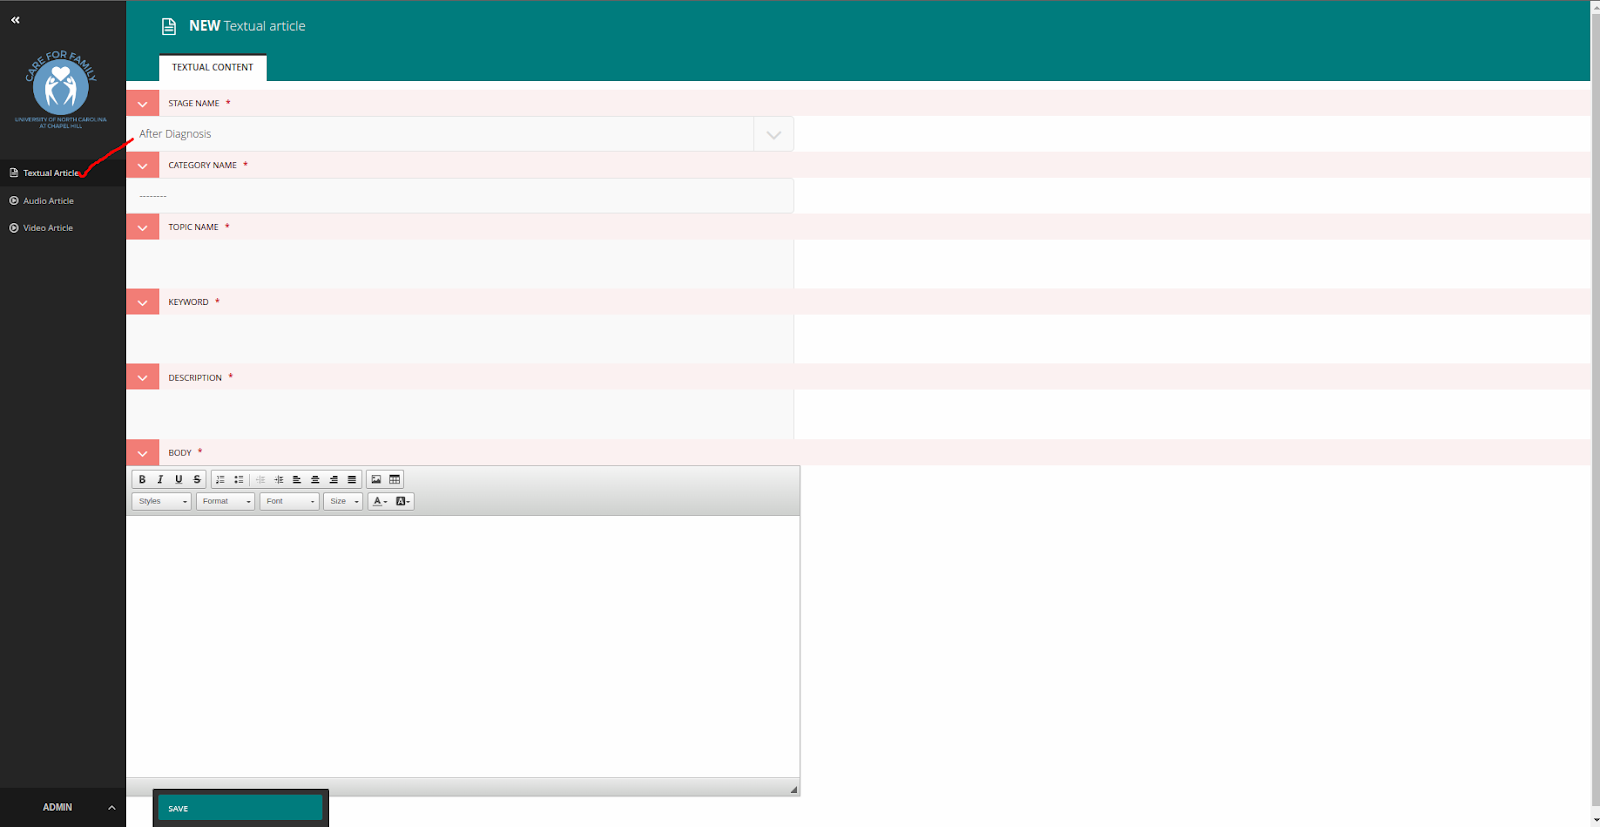 «
NEW Textual article
TEXTUAL CONTENT
CARE FOR FAMILY
UNIVERSITY OF NORTH CAROLINA
AT CHAPEL HILL
Textual Article
Audio Article
Video Article
STAGE NAME *
After Diagnosis
CATEGORY NAME *
--------
TOPIC NAME *
KEYWORD *
DESCRIPTION *
BODY *
B I U S
Styles Format Font Size A A
SAVE
ADMIN